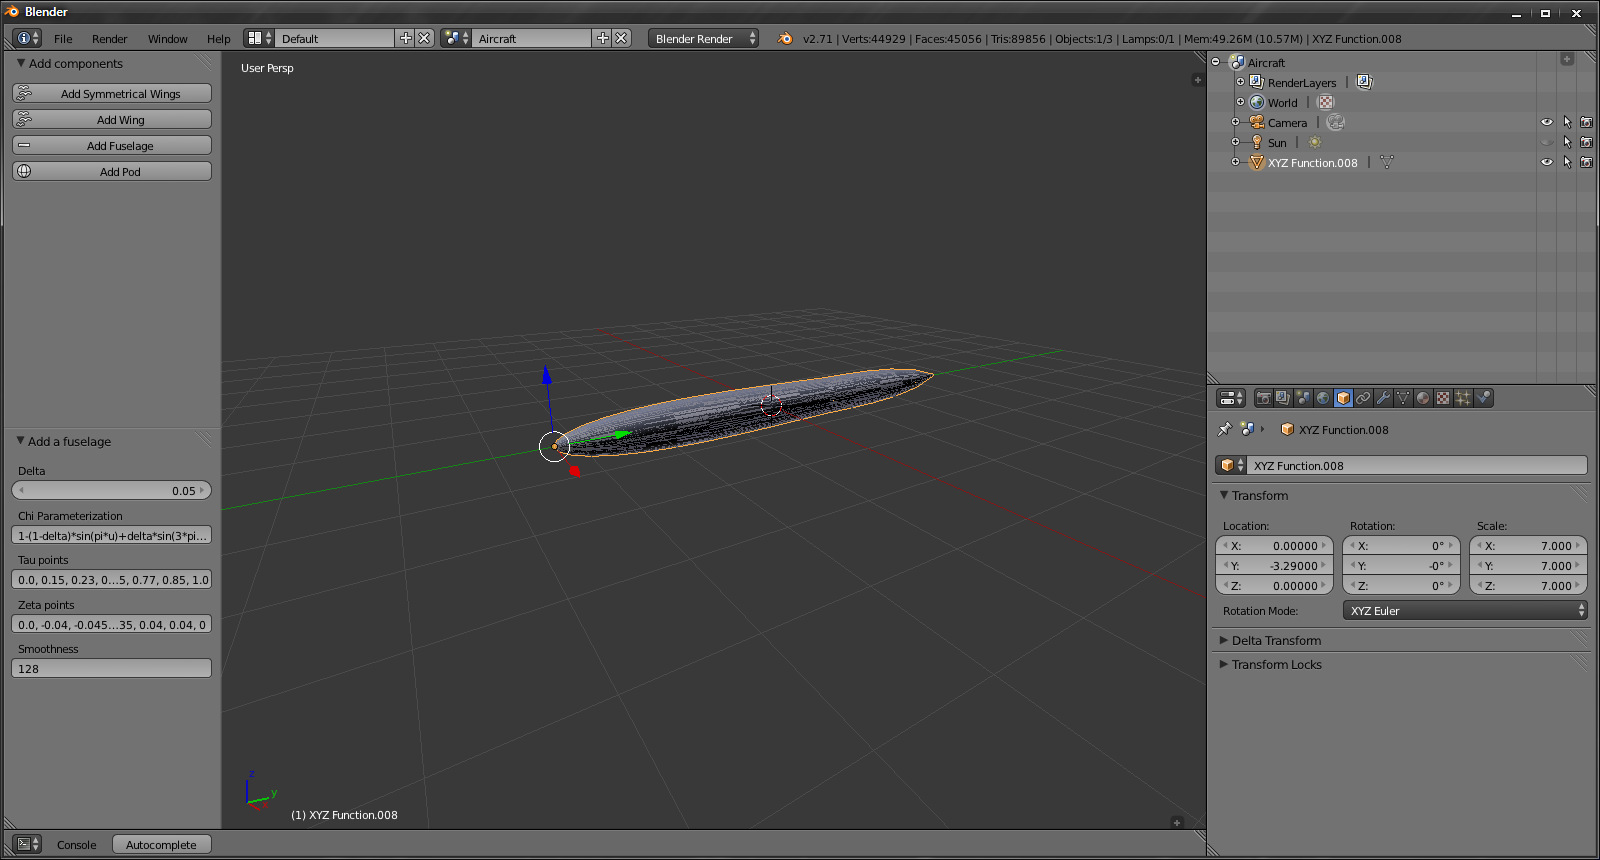 Blender
File Render Window Help Default Aircraft Blender Render v2.71 | Verts:44929 | Faces:45056 | Tris:89856 | Objects:1/3 | Lamps:0/1 | Mem:49.26M (10.57M) | XYZ Function.008
Add components
Add Symmetrical Wings
Add Wing
Add Fuselage
Add Pod
Add a fuselage
Delta
0.05
Chi Parameterization
1-(1-delta)*sin(pi*u)+delta*sin(3*pi...
Tau points
0.0, 0.15, 0.23, 0...5, 0.77, 0.85, 1.0
Zeta points
0.0, -0.04, -0.045...35, 0.04, 0.04, 0
Smoothness
128
User Persp
z
y
(1) XYZ Function.008
Console Autocomplete
Aircraft
RenderLayers |
World |
Camera |
Sun |
XYZ Function.008 |
XYZ Function.008
XYZ Function.008
Transform
Location: Rotation: Scale:
X: 0.00000 X: 0° X: 7.000
Y: -3.29000 Y: -0° Y: 7.000
Z: 0.00000 Z: 0° Z: 7.000
Rotation Mode: XYZ Euler
Delta Transform
Transform Locks